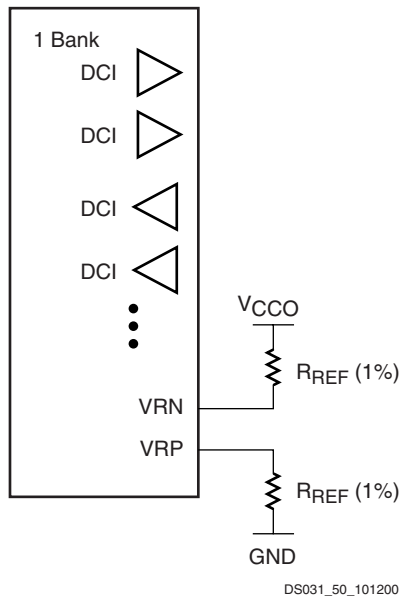 1 Bank
DCI
DCI
DCI
DCI
VCCO
RREF (1%)
VRN
VRP
RREF (1%)
GND
DS031_50_101200